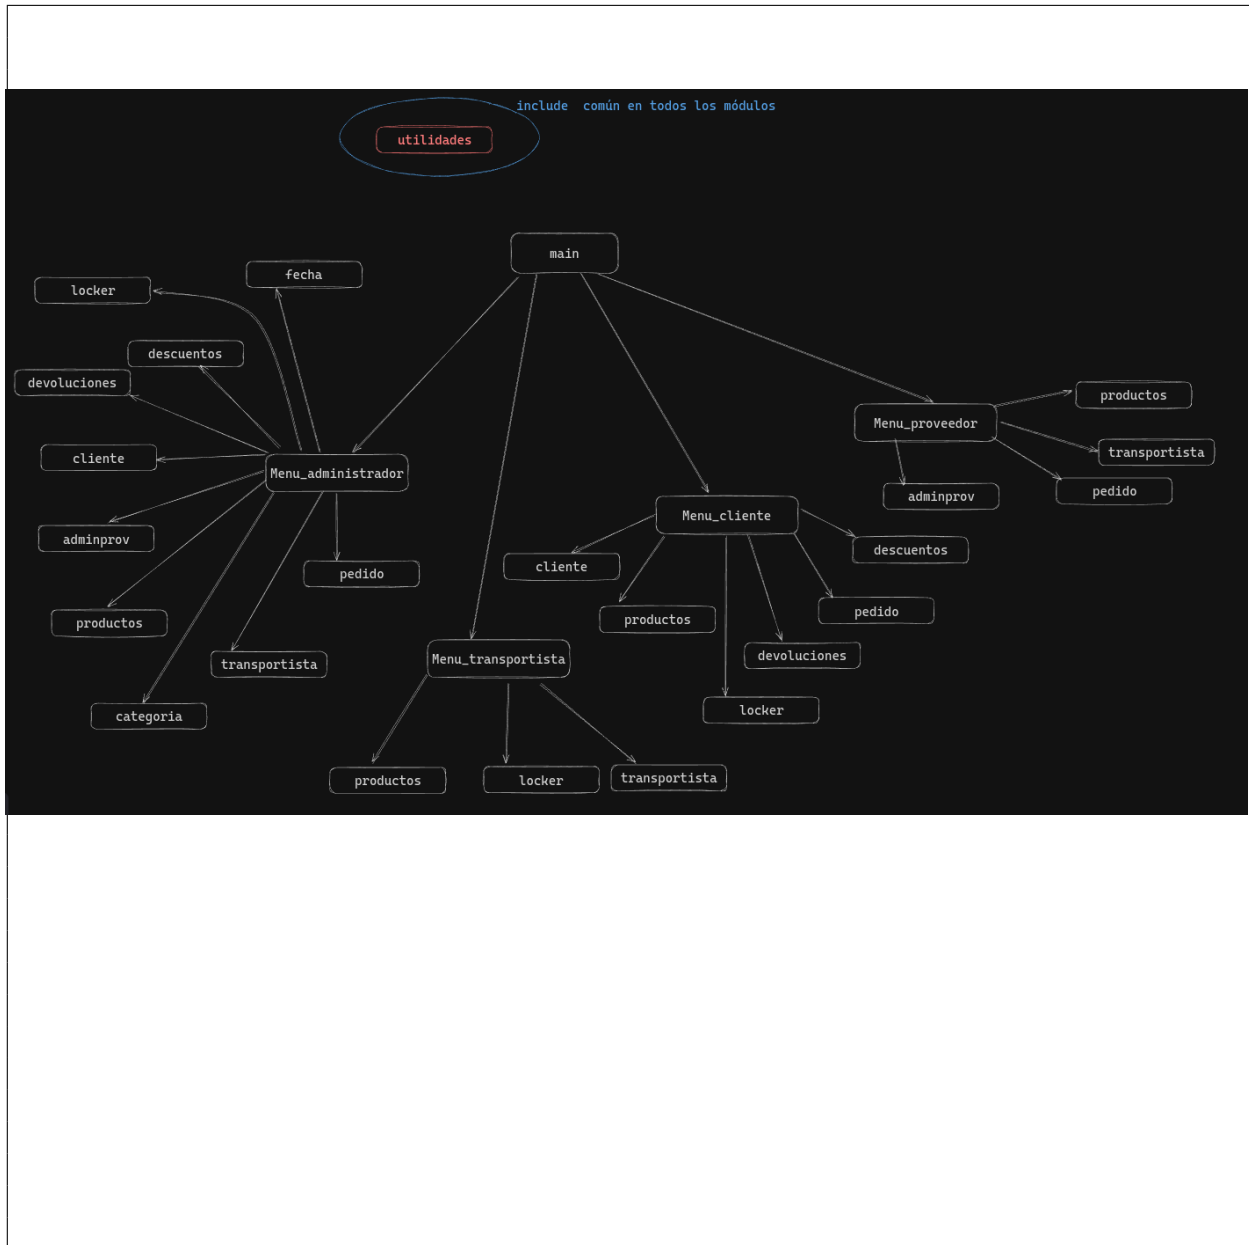 include  común en todos los módulos
utilidades
main
fecha
locker
descuentos
devoluciones
productos
Menu_proveedor
transportista
cliente
Menu_administrador
adminprov
pedido
Menu_cliente
adminprov
descuentos
cliente
pedido
productos
pedido
productos
devoluciones
Menu_transportista
transportista
locker
categoria
productos
locker
transportista